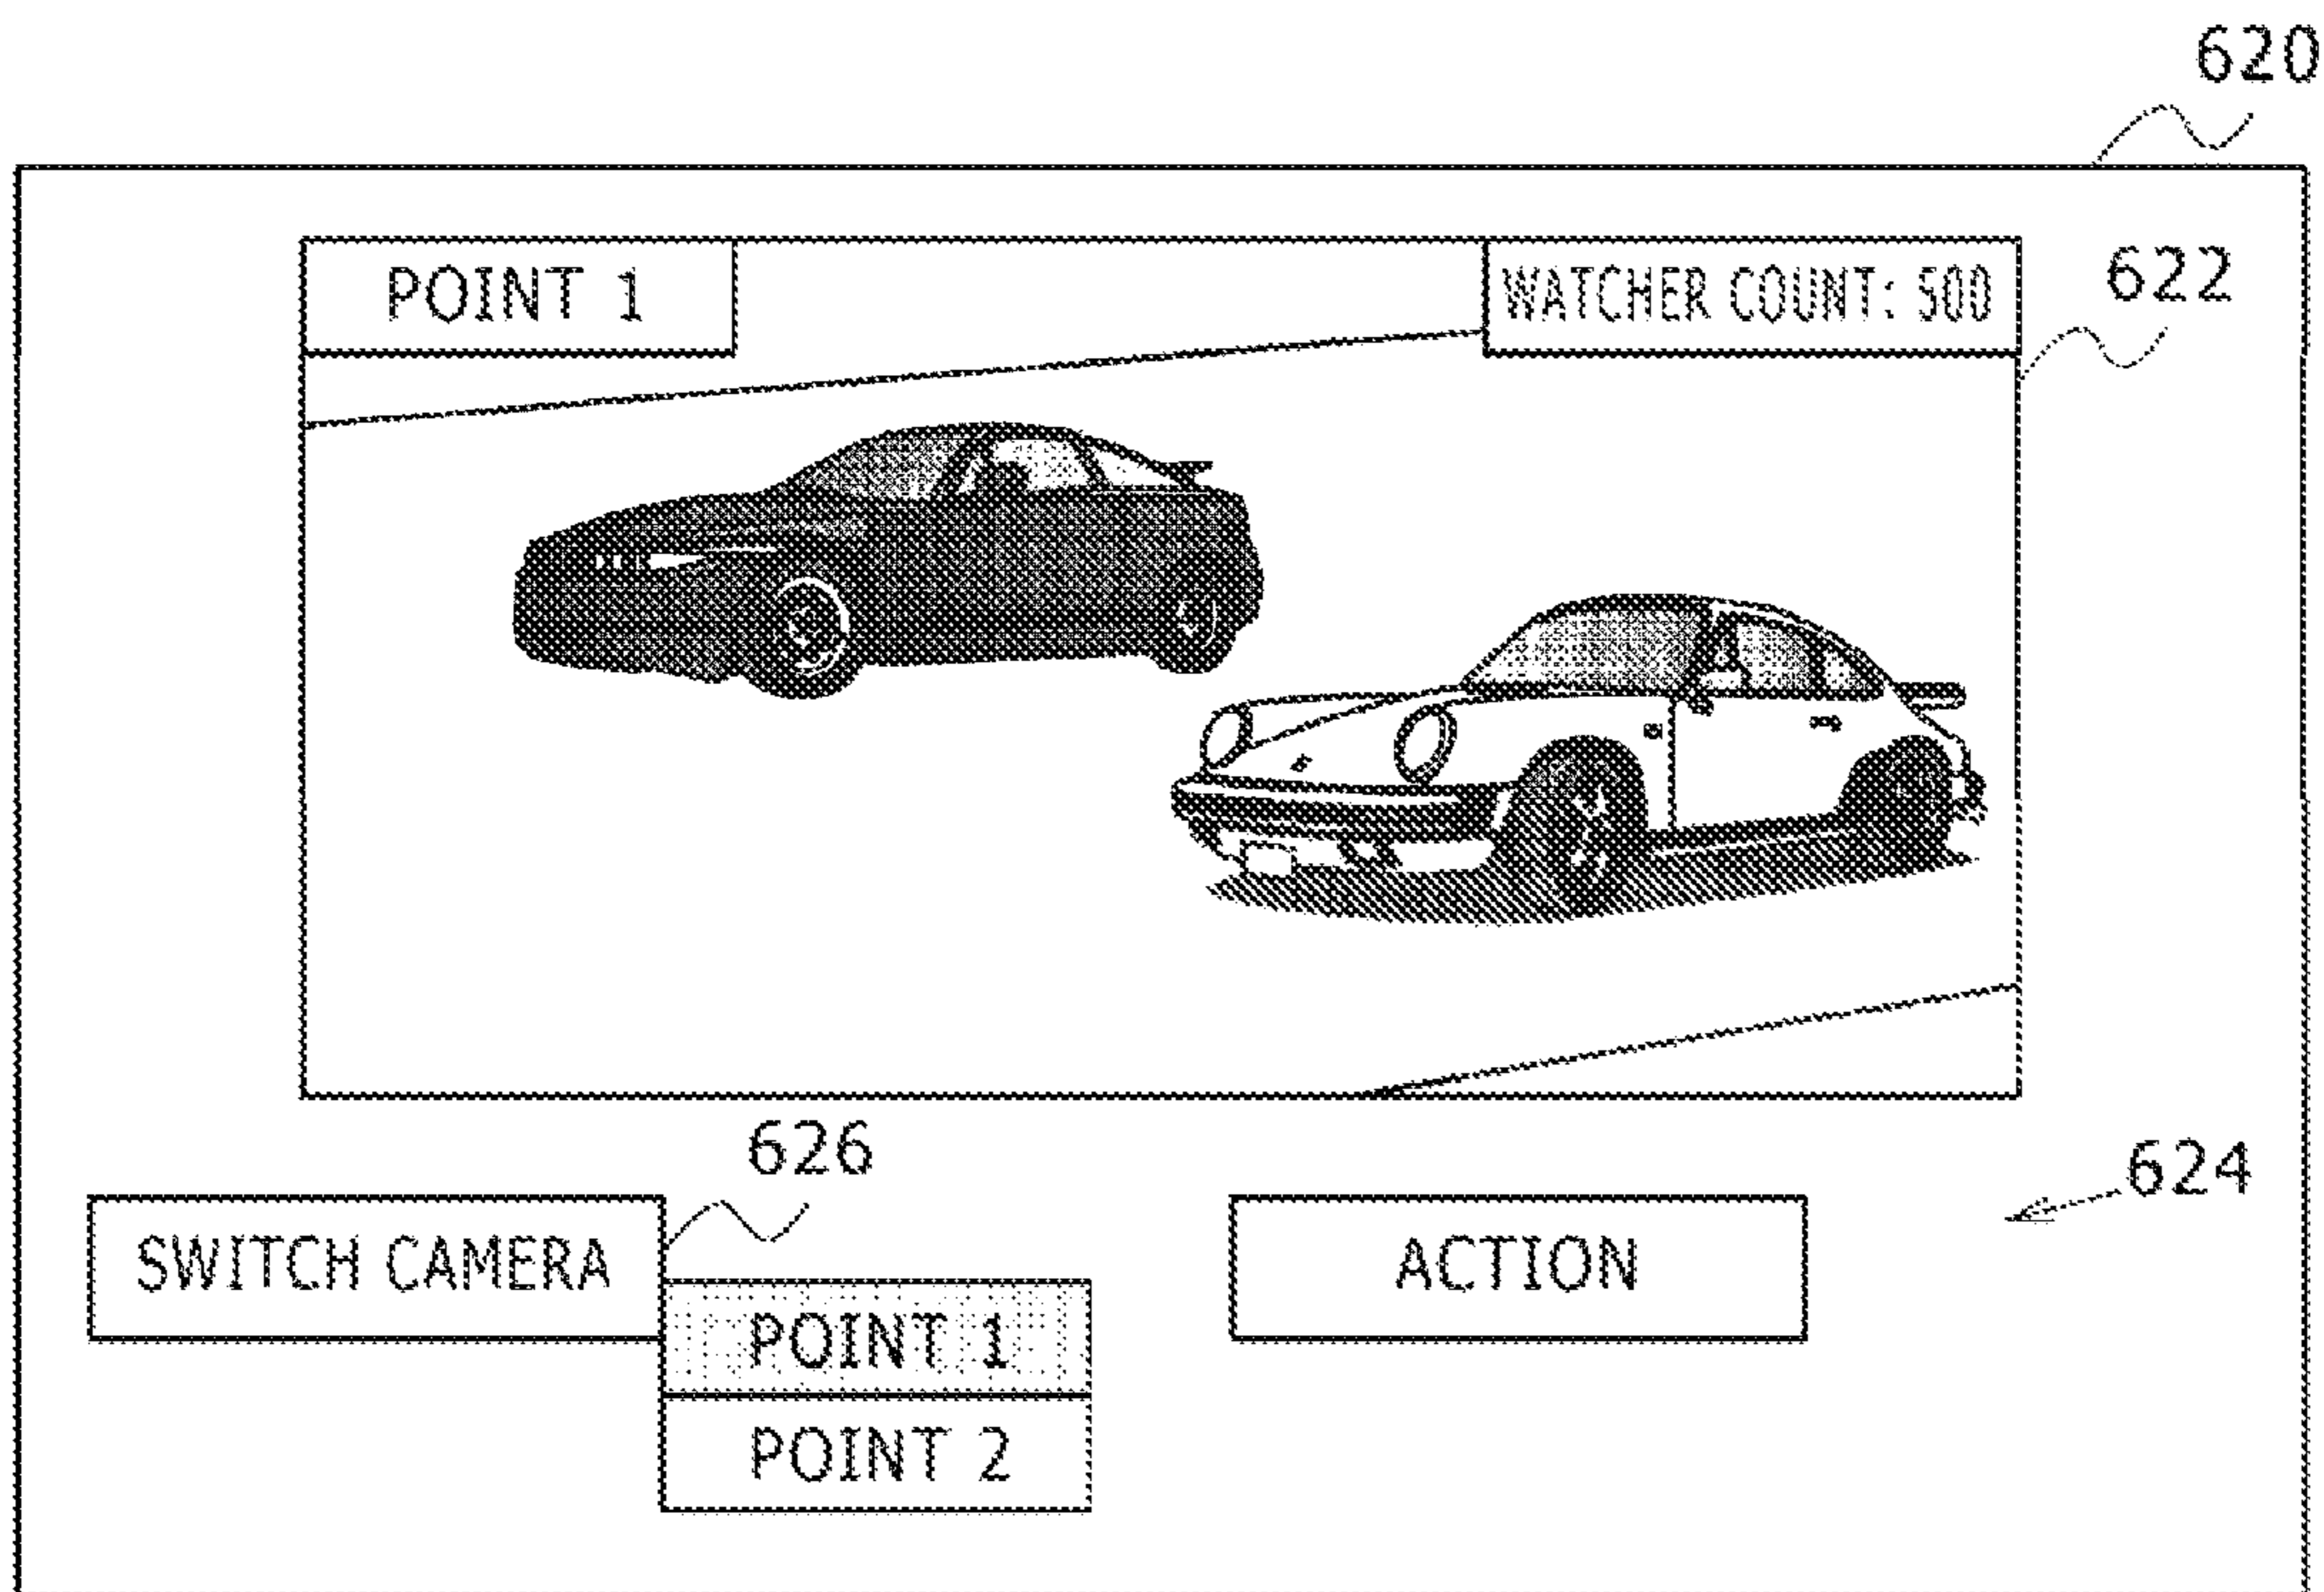 620
POINT 1
WATCHER COUNT: 500
622
626
624
SWITCH CAMERA
ACTION
POINT 1
POINT 2